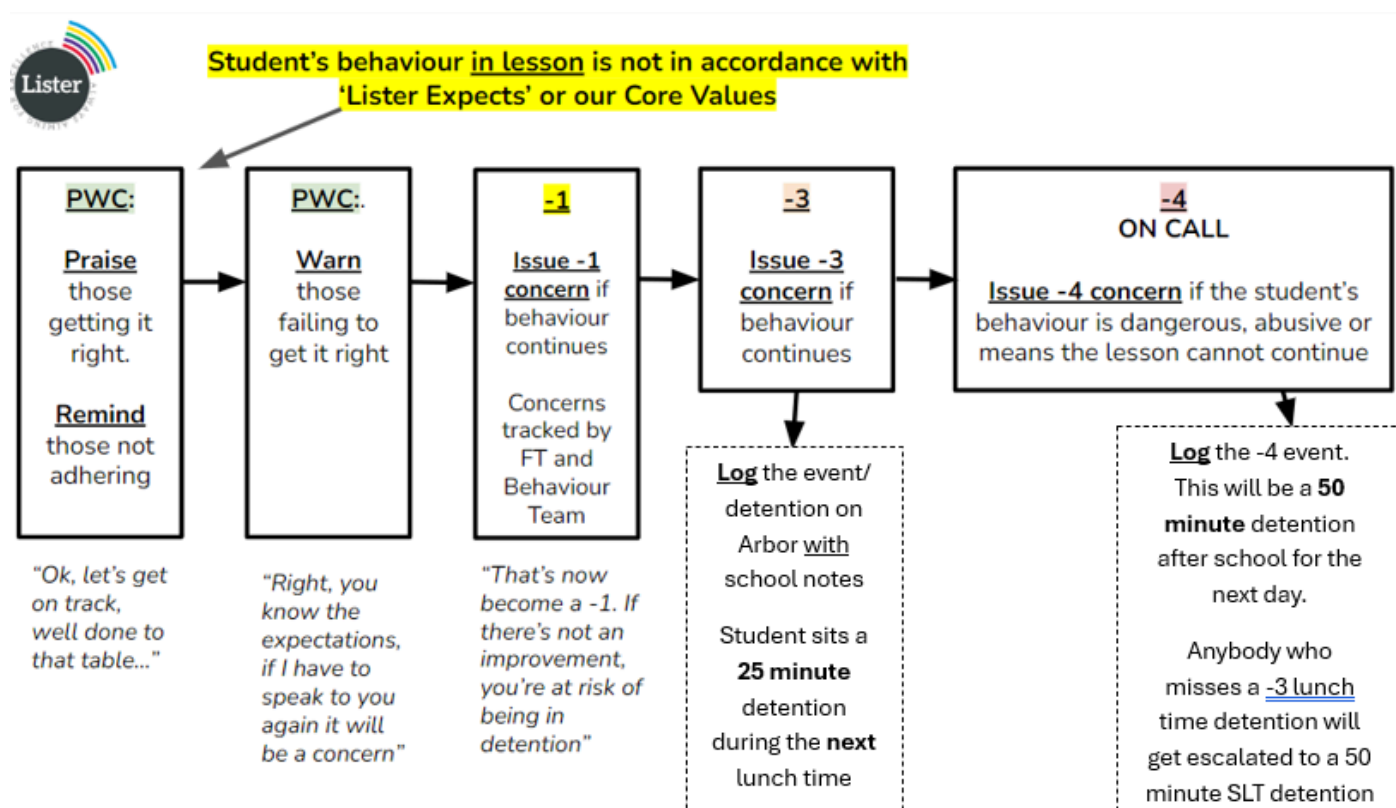 Lister
Student's behaviour in lesson is not in accordance with
'Lister Expects' or our Core Values
PWC:
Praise
those
getting it
right.
Remind
those not
adhering
"Ok, let's get
on track,
well done to
that table..."
PWC:.
Warn
those
failing to
get it right
"Right, you
know the
expectations,
if I have to
speak to you
again it will
be a concern"
-1
Issue -1
concern if
behaviour
continues
Concerns
tracked by
FT and
Behaviour
Team
"That's now
become a -1. If
there's not an
improvement,
you're at risk of
being in
detention"
-3
Issue -3
concern if
behaviour
continues
Log the event/
detention on
Arbor with
school notes
Student sits a
25 minute
detention
during the next
lunch time
-4
ON CALL
Issue -4 concern if the student's
behaviour is dangerous, abusive or
means the lesson cannot continue
Log the -4 event.
This will be a 50
minute detention
after school for the
next day.
Anybody who
misses a -3 lunch
time detention will
get escalated to a 50
minute SLT detention